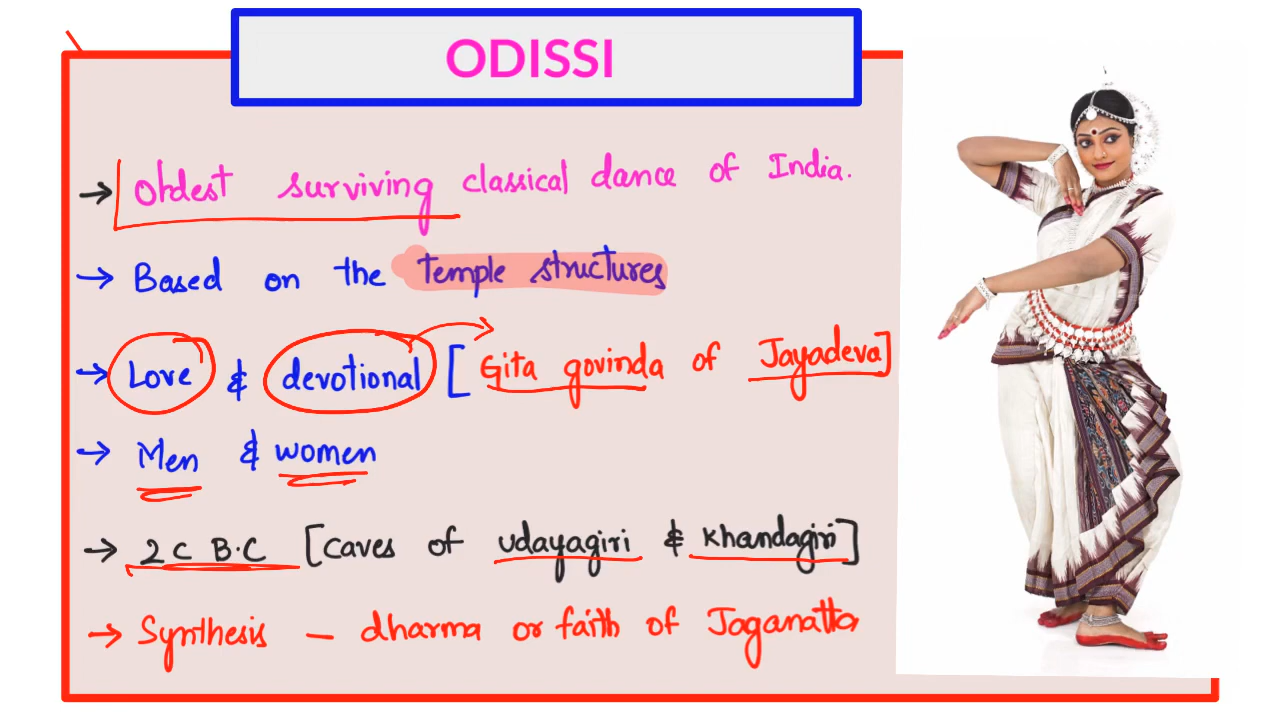 ODISSI
→ Oldest surviving classical dance of India.
→ Based on the temple structures
→ Love & devotional [Gita govinda of Jayadeva]
→ Men & women
→ 2 C B.C [caves of udayagiri & khandagiri]
→ Synthesis – dharma or faith of Jaganatha